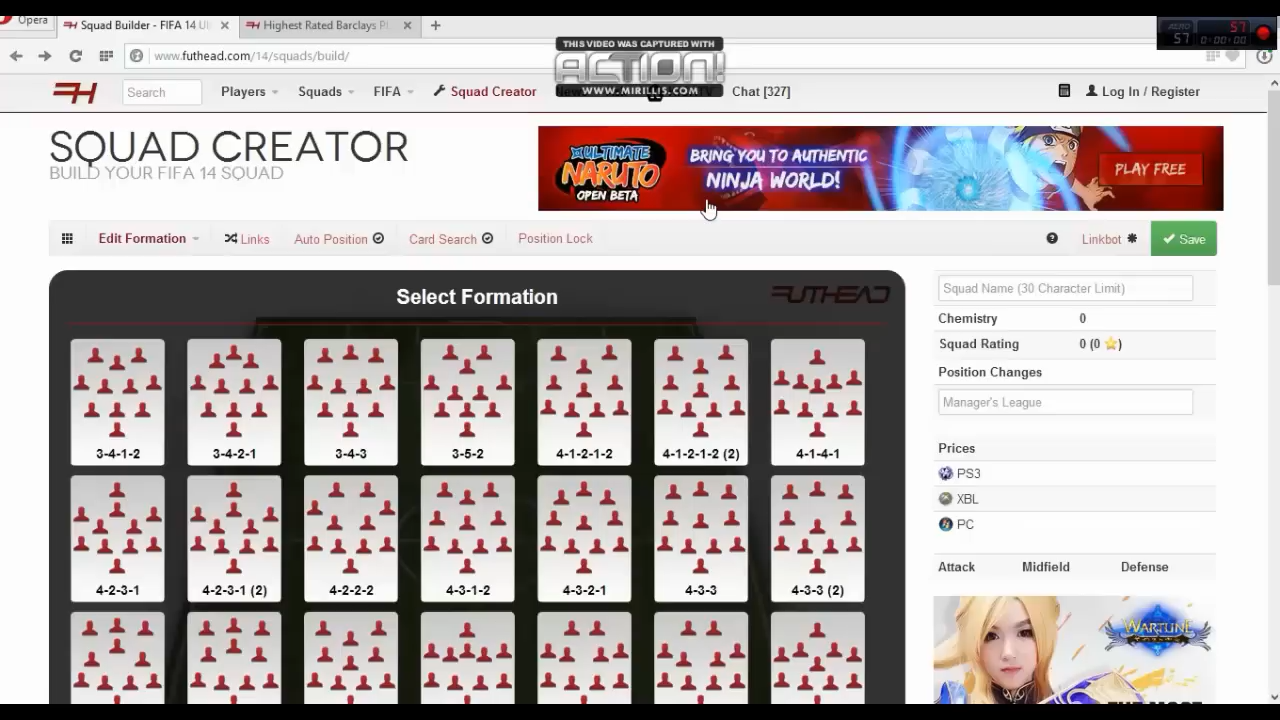 Opera
Squad Builder - FIFA 14 Ul
Highest Rated Barclays P
57
57
0:00:00
www.futhead.com/14/squads/build/
THIS VIDEO WAS CAPTURED WITH
ACTION!
WWW.MIRILLIS.COM
Search
Players
Squads
FIFA
Squad Creator
Chat [327]
Log In / Register
SQUAD CREATOR
BUILD YOUR FIFA 14 SQUAD
ULTIMATE
NARUTO
OPEN BETA
BRING YOU TO AUTHENTIC
NINJA WORLD!
PLAY FREE
Edit Formation
Links
Auto Position
Card Search
Position Lock
Linkbot
Save
Select Formation
FUTHEAD
3-4-1-2
3-4-2-1
3-4-3
3-5-2
4-1-2-1-2
4-1-2-1-2 (2)
4-1-4-1
4-2-3-1
4-2-3-1 (2)
4-2-2-2
4-3-1-2
4-3-2-1
4-3-3
4-3-3 (2)
Squad Name (30 Character Limit)
Chemistry 0
Squad Rating 0 (0 )
Position Changes
Manager's League
Prices
PS3
XBL
PC
Attack Midfield Defense
WARTUNE